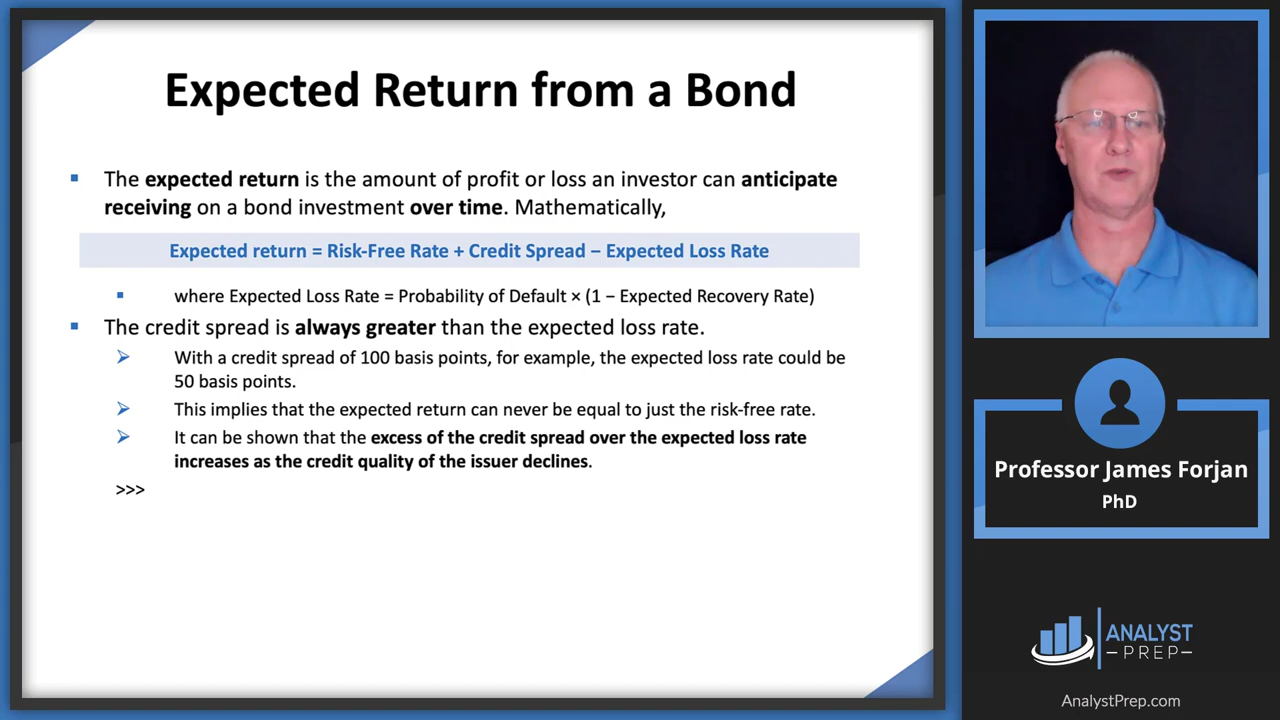 Expected Return from a Bond
▪ The expected return is the amount of profit or loss an investor can anticipate
receiving on a bond investment over time. Mathematically,
Expected return = Risk-Free Rate + Credit Spread − Expected Loss Rate
▪ where Expected Loss Rate = Probability of Default × (1 − Expected Recovery Rate)
▪ The credit spread is always greater than the expected loss rate.
➢ With a credit spread of 100 basis points, for example, the expected loss rate could be
50 basis points.
➢ This implies that the expected return can never be equal to just the risk-free rate.
➢ It can be shown that the excess of the credit spread over the expected loss rate
increases as the credit quality of the issuer declines.
>>>
Professor James Forjan
PhD
ANALYST
–PREP–
AnalystPrep.com